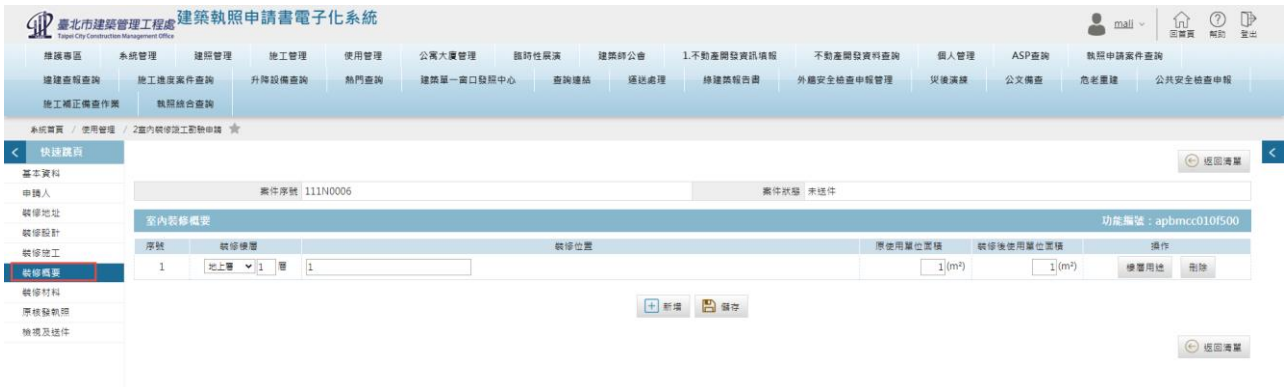 臺北市建築管理工程處 建築執照申請書電子化系統
Taipei City Construction Management Office
mali
回首頁 幫助 登出
維護專區 系統管理 建照管理 施工管理 使用管理 公寓大廈管理 臨時性展演 建築師公會 1.不動產開發資訊填報 不動產開發資料查詢 個人管理 ASP查詢 執照申請案件查詢
違建查報查詢 施工進度案件查詢 升降設備查詢 熱門查詢 建築單一窗口發照中心 查詢連結 遞送處理 綠建築報告書 外牆安全檢查申報管理 災後演練 公文備查 危老重建 公共安全檢查申報
施工補正備查作業 執照綜合查詢
系統首頁 / 使用管理 / 2室內裝修竣工勘驗申請
快速跳頁
返回清單
基本資料
申請人
案件序號 111N0006 案件狀態 未送件
裝修地址
裝修設計
室內裝修概要 功能編號：apbmcc010f500
裝修施工
序號 裝修樓層 裝修位置 原使用單位面積 裝修後使用單位面積 操作
裝修概要
1 地上層 1 層 1 1 (m²) 1 (m²) 樓層用途 刪除
裝修材料
原核發執照
新增 儲存
檢視及送件
返回清單